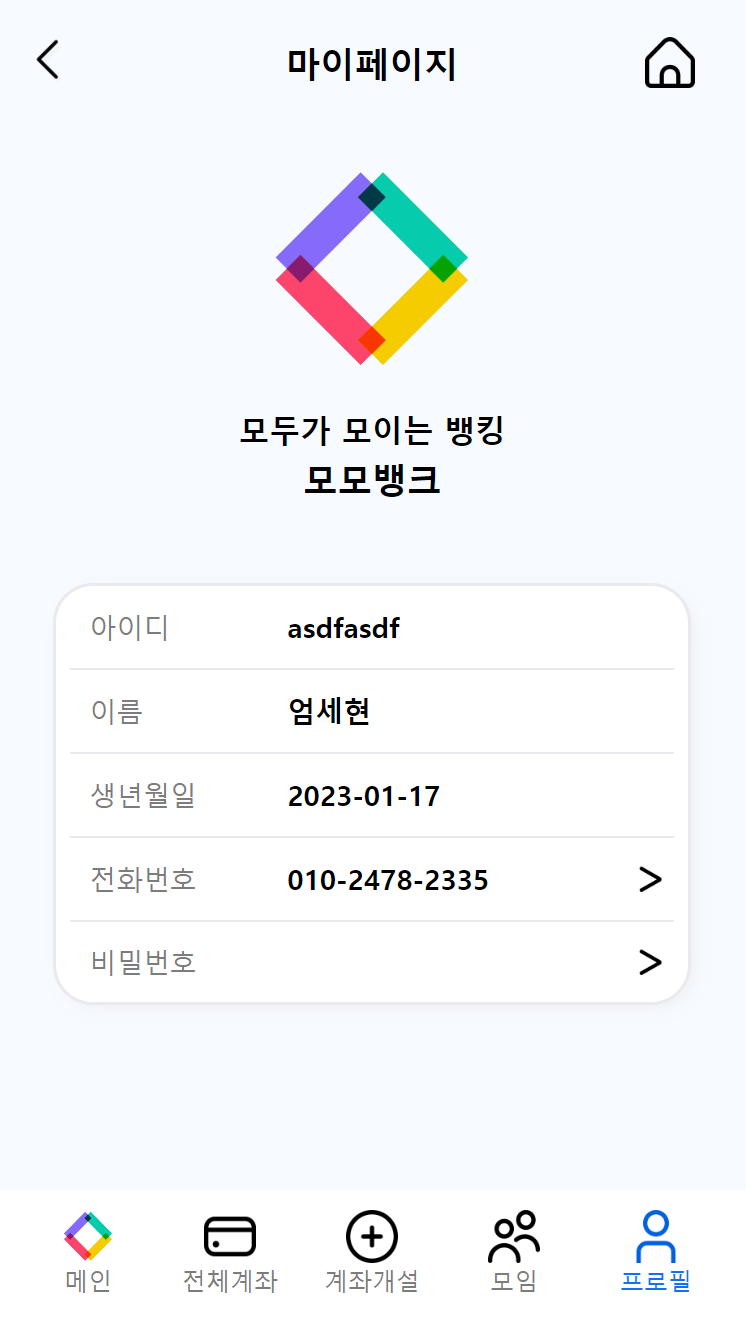 마이페이지
모두가 모이는 뱅킹
모모뱅크
아이디 asdfasdf
이름 엄세현
생년월일 2023-01-17
전화번호 010-2478-2335 >
비밀번호 >
메인 전체계좌 계좌개설 모임 프로필